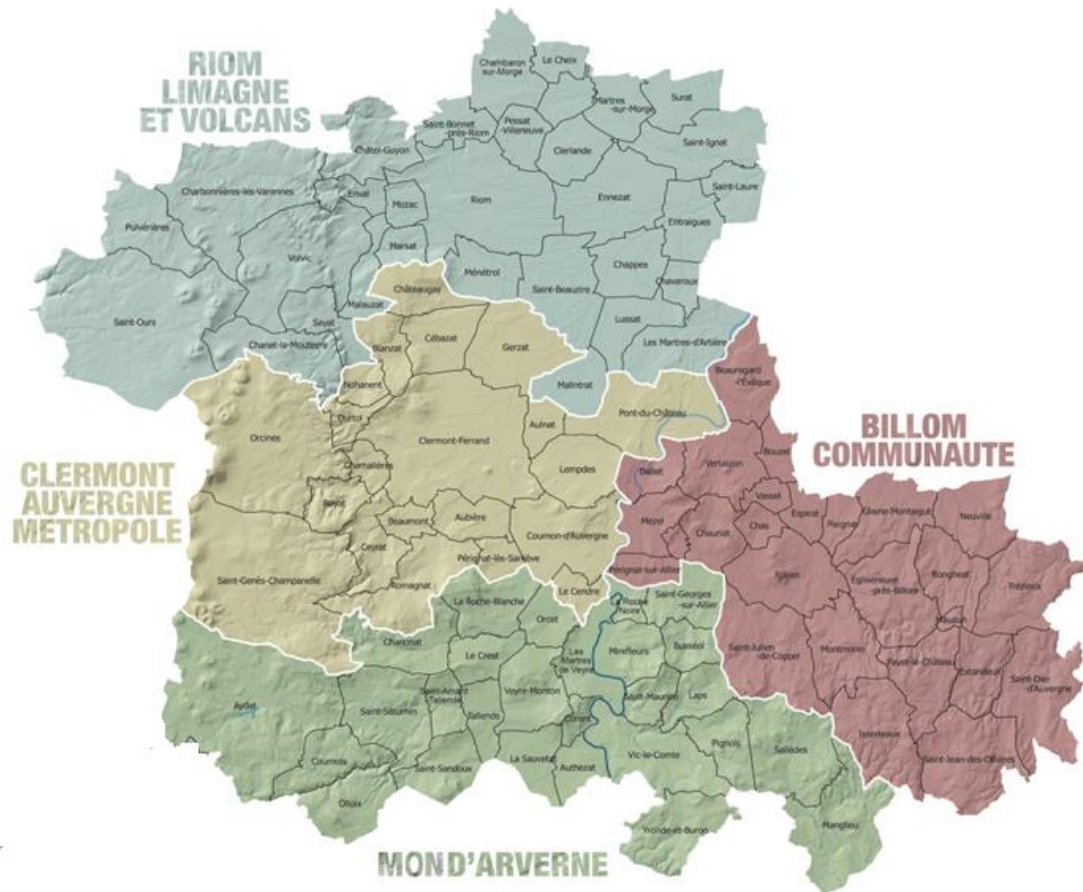 RIOM
LIMAGNE
ET VOLCANS
Chambaron
sur-Morge
Le Cheix
Martres
-sur-Morge
Surat
Saint-Bonnet
-près-Riom
Pessat
-Villeneuve
Clerlande
Saint-Ignat
Châtel-Guyon
Charbonnières-les-Varennes
Enval
Mozac
Riom
Ennezat
Saint-Laure
Entraigues
Pulvérières
Volvic
Marsat
Ménétrol
Saint-Beauzire
Chappes
Chavaroux
Saint-Ours
Sayat
Malauzat
Châteaugay
Lussat
Les Martres-d'Artière
Chanat-la-Mouteyre
Blanzat
Cébazat
Gerzat
Malintrat
Nohanent
Durtol
Orcines
Clermont-Ferrand
Aulnat
Pont-du-Château
Beauregard
-l'Évêque
Chamalières
Lempdes
Dallet
Vertaizon
Bouzel
BILLOM
COMMUNAUTE
CLERMONT
AUVERGNE
METROPOLE
Royat
Beaumont
Aubière
Cournon-d'Auvergne
Mezel
Chauriat
Vassel
Chas
Espirat
Reignat
Glaine-Montaigut
Neuville
Ceyrat
Pérignat-lès-Sarliève
Pérignat-sur-Allier
Billom
Égliseneuve
-près-Billom
Bongheat
Trézioux
Saint-Genès-Champanelle
Romagnat
Le Cendre
Mauzun
La Roche-Blanche
Orcet
La Roche
Noire
Saint-Georges
-sur-Allier
Chanonat
Le Crest
Les
Martres
de Veyre
Mirefleurs
Busséol
Saint-Julien
-de-Coppel
Montmorin
Fayet-le-Château
Estandeuil
Saint-Dier
-d'Auvergne
Aydat
Saint-Saturnin
Saint-Amant
Tallende
Tallende
Veyre-Monton
Corent
Saint-Maurice
Laps
Isserteaux
Cournols
Saint-Sandoux
La Sauvetat
Authezat
Vic-le-Comte
Pignols
Sallèdes
Saint-Jean-des-Ollières
Olloix
Yronde-et-Buron
Manglieu
MOND'ARVERNE